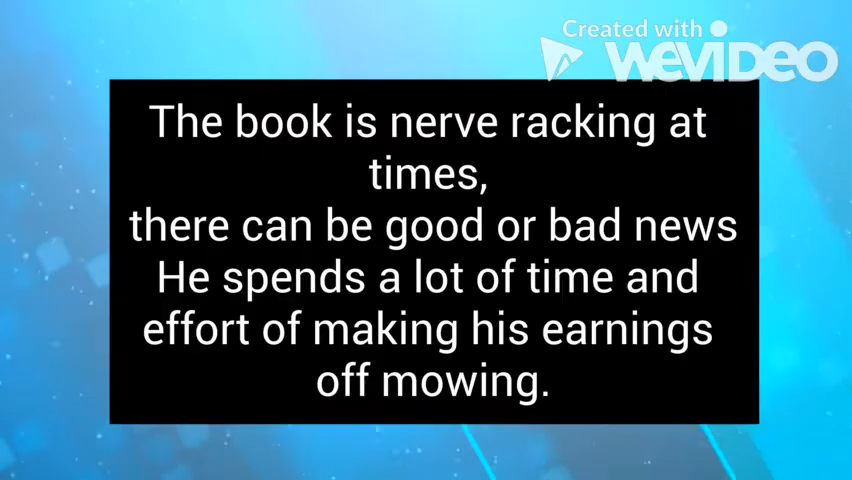 Created with
WEVIDEO
The book is nerve racking at
times,
there can be good or bad news
He spends a lot of time and
effort of making his earnings
off mowing.